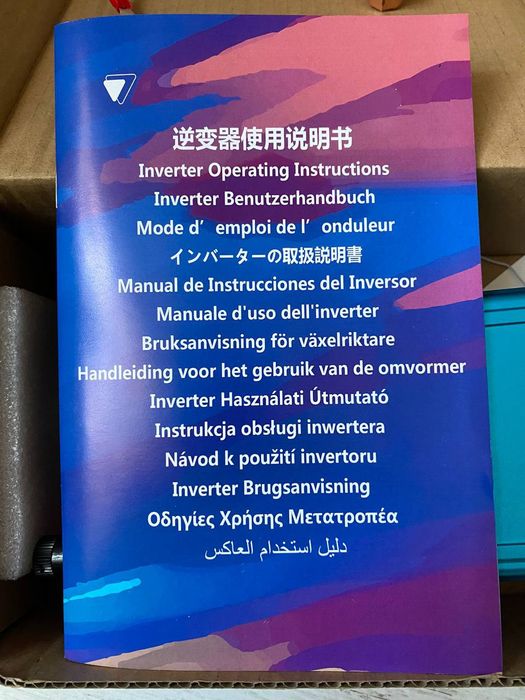 逆变器使用说明书
Inverter Operating Instructions
Inverter Benutzerhandbuch
Mode d' emploi de l' onduleur
インバーターの取扱説明書
Manual de Instrucciones del Inversor
Manuale d'uso dell'inverter
Bruksanvisning för växelriktare
Handleiding voor het gebruik van de omvormer
Inverter Használati Útmutató
Instrukcja obsługi inwertera
Návod k použití invertoru
Inverter Brugsanvisning
Οδηγίες Χρήσης Μετατροπέα
دليل استخدام العاكس